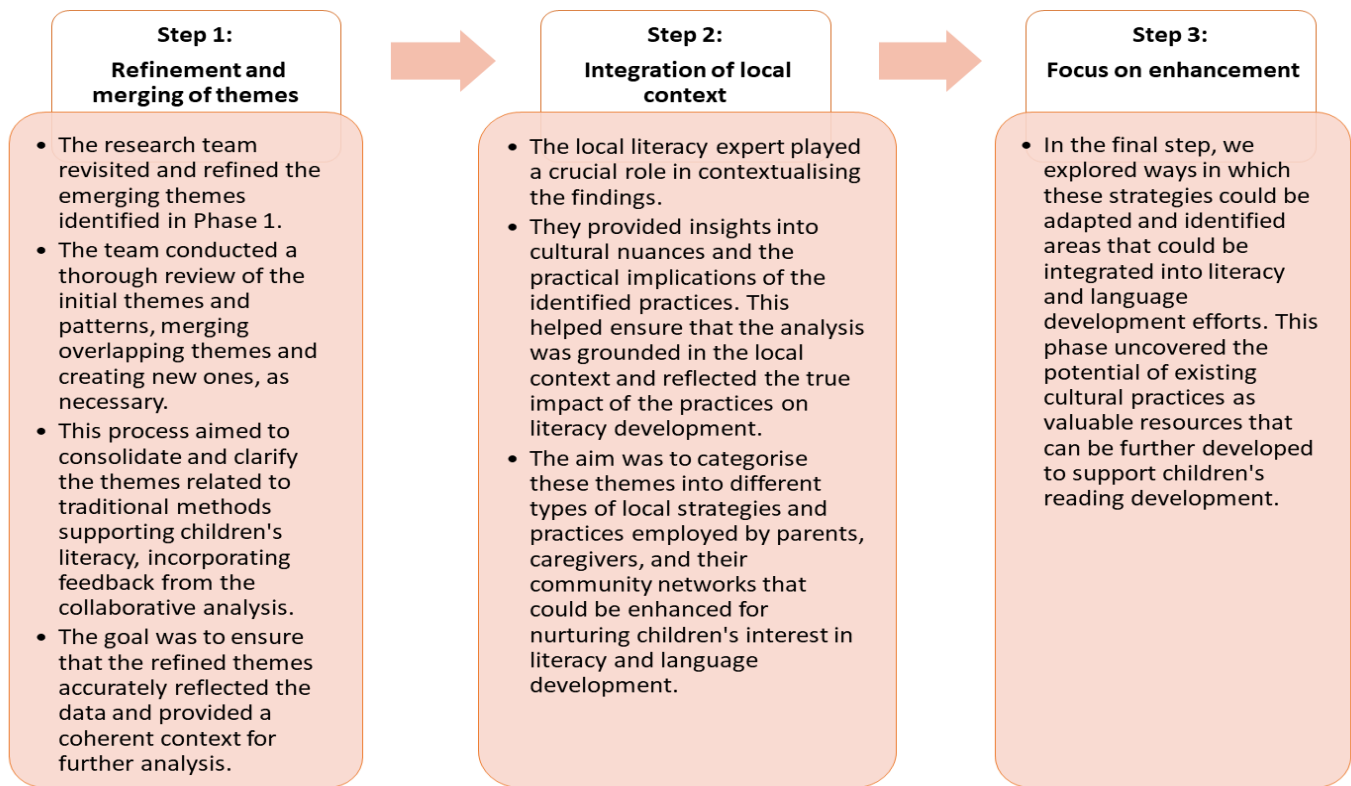 Step 1:
Refinement and
merging of themes
• The research team
revisited and refined the
emerging themes
identified in Phase 1.
• The team conducted a
thorough review of the
initial themes and
patterns, merging
overlapping themes and
creating new ones, as
necessary.
• This process aimed to
consolidate and clarify
the themes related to
traditional methods
supporting children's
literacy, incorporating
feedback from the
collaborative analysis.
• The goal was to ensure
that the refined themes
accurately reflected the
data and provided a
coherent context for
further analysis.
Step 2:
Integration of local
context
• The local literacy expert played
a crucial role in contextualising
the findings.
• They provided insights into
cultural nuances and the
practical implications of the
identified practices. This
helped ensure that the analysis
was grounded in the local
context and reflected the true
impact of the practices on
literacy development.
• The aim was to categorise
these themes into different
types of local strategies and
practices employed by parents,
caregivers, and their
community networks that
could be enhanced for
nurturing children's interest in
literacy and language
development.
Step 3:
Focus on enhancement
• In the final step, we
explored ways in which
these strategies could be
adapted and identified
areas that could be
integrated into literacy
and language
development efforts. This
phase uncovered the
potential of existing
cultural practices as
valuable resources that
can be further developed
to support children's
reading development.